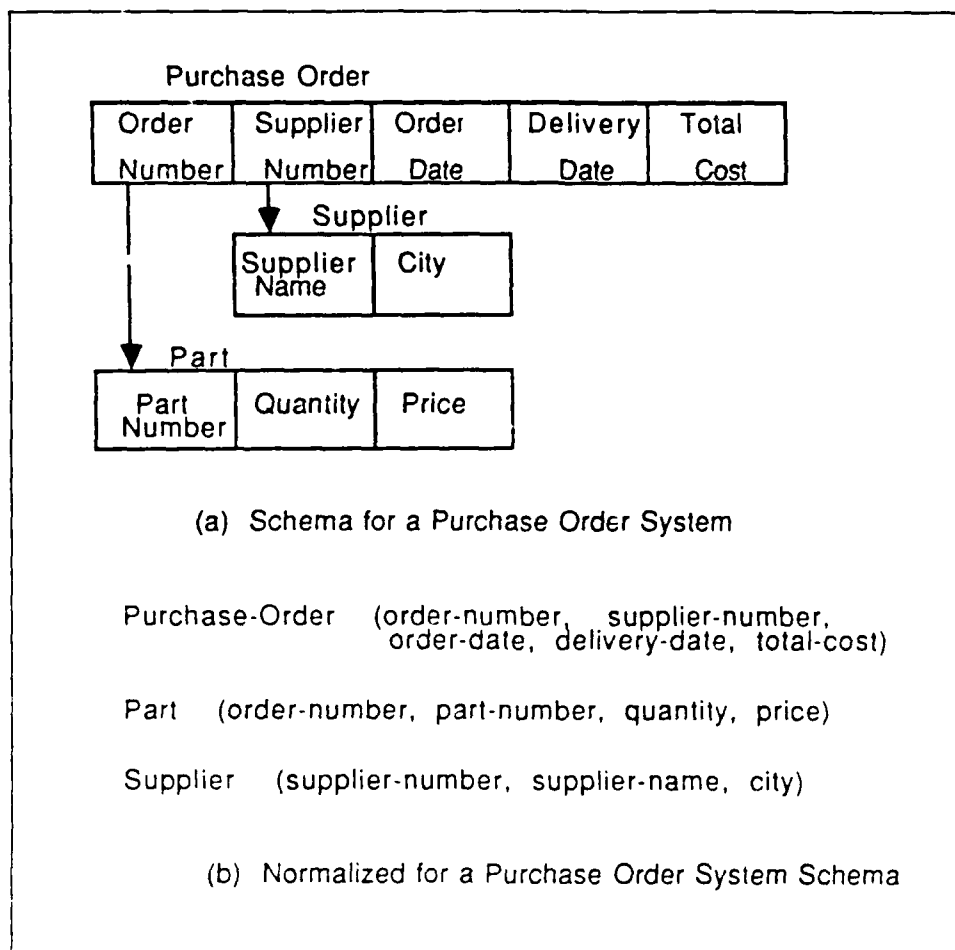 Purchase Order
Order Supplier Order Delivery Total
Number Number Date Date Cost
Supplier
Supplier City
Name
Part
Part Quantity Price
Number
(a) Schema for a Purchase Order System
Purchase-Order (order-number, supplier-number,
order-date, delivery-date, total-cost)
Part (order-number, part-number, quantity, price)
Supplier (supplier-number, supplier-name, city)
(b) Normalized for a Purchase Order System Schema